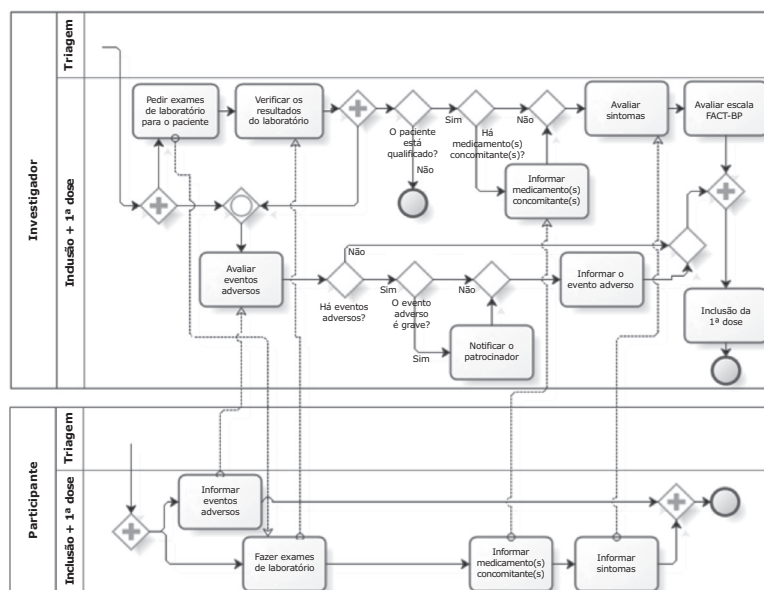 Investigador
Triagem
Inclusão + 1ª dose
Pedir exames
de laboratório
para o paciente
Verificar os
resultados
do laboratório
O paciente
está
qualificado?
Sim
Não
Há
medicamento(s)
concomitante(s)?
Não
Informar
medicamento(s)
concomitante(s)
Avaliar
sintomas
Avaliar escala
FACT-BP
Avaliar
eventos
adversos
Não
Há eventos
adversos?
Sim
O evento
adverso
é grave?
Não
Sim
Notificar o
patrocinador
Informar o
evento adverso
Inclusão da
1ª dose
Participante
Triagem
Inclusão + 1ª dose
Informar
eventos
adversos
Fazer exames
de laboratório
Informar
medicamento(s)
concomitante(s)
Informar
sintomas